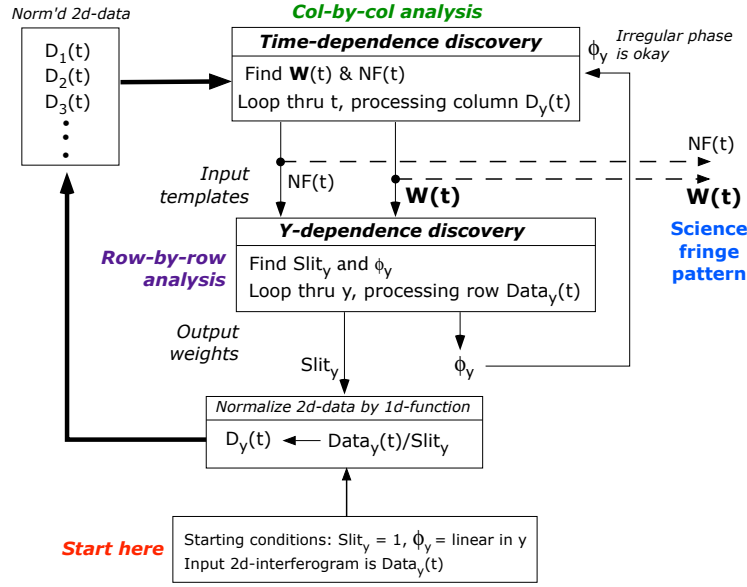 Norm'd 2d-data
D1(t)
D2(t)
D3(t)
Col-by-col analysis
Time-dependence discovery
Find W(t) & NF(t)
Loop thru t, processing column Dy(t)
ϕy
Irregular phase
is okay
Input
templates
NF(t)
W(t)
NF(t)
W(t)
Science
fringe
pattern
Row-by-row
analysis
Y-dependence discovery
Find Slity and ϕy
Loop thru y, processing row Datay(t)
Output
weights
Slity
ϕy
Normalize 2d-data by 1d-function
Dy(t) ← Datay(t)/Slity
Start here
Starting conditions: Slity = 1, ϕy = linear in y
Input 2d-interferogram is Datay(t)